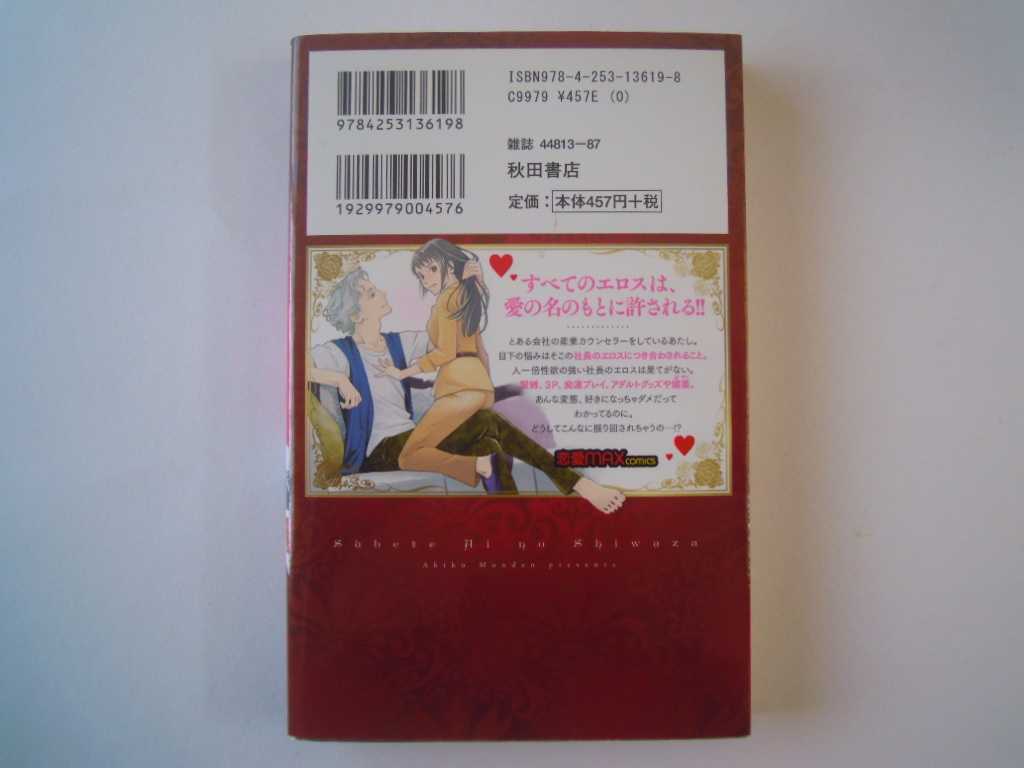 ISBN978-4-253-13619-8
C9979 ¥457E (0)
9784253136198
雑誌 44813-87
秋田書店
1929979004576
定価：本体457円+税
すべてのエロスは、
愛の名のもとに許される!!
とある会社の産業カウンセラーをしているあたし。
目下の悩みはそこの社長のエロスにつき合わされること。
人一倍性欲の強い社長のエロスは果てがない。
緊縛、3P、痴漢プレイ、アダルトグッズや媚薬。
あんな変態、好きになっちゃダメだって
わかってるのに。
どうしてこんなに振り回されちゃうの…!?
恋愛MAX COMICS
Subete Ai no Shiwaza
Akiko Monden presents